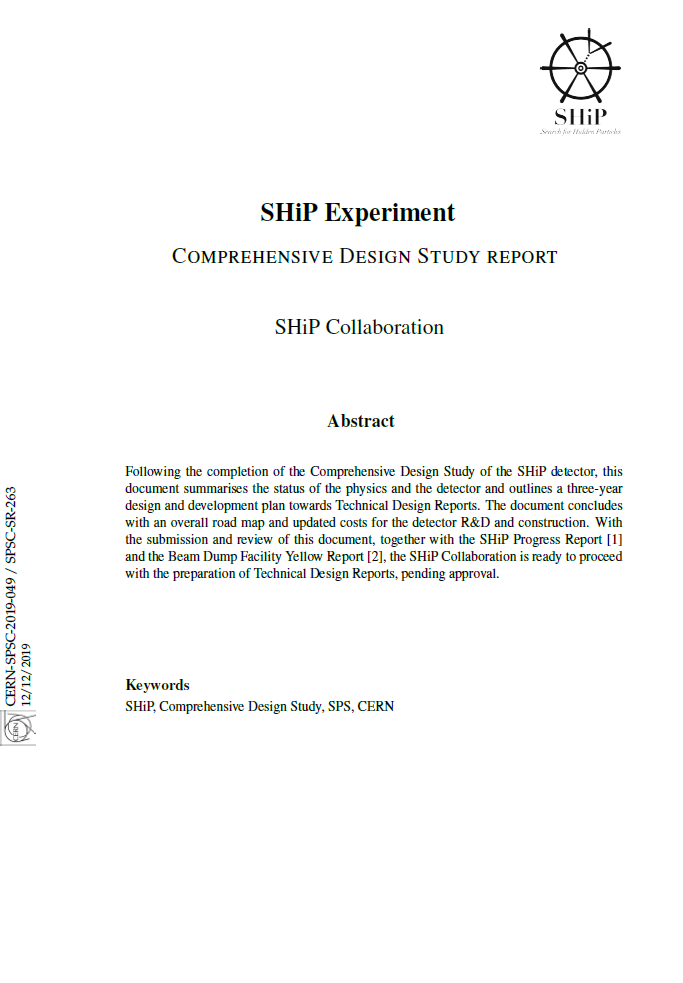 SHiP
Search for Hidden Particles
SHiP Experiment
COMPREHENSIVE DESIGN STUDY REPORT
SHiP Collaboration
Abstract
Following the completion of the Comprehensive Design Study of the SHiP detector, this
document summarises the status of the physics and the detector and outlines a three-year
design and development plan towards Technical Design Reports. The document concludes
with an overall road map and updated costs for the detector R&D and construction. With
the submission and review of this document, together with the SHiP Progress Report [1]
and the Beam Dump Facility Yellow Report [2], the SHiP Collaboration is ready to proceed
with the preparation of Technical Design Reports, pending approval.
Keywords
SHiP, Comprehensive Design Study, SPS, CERN
CERN-SPSC-2019-049 / SPSC-SR-263
12/12/2019
CERN